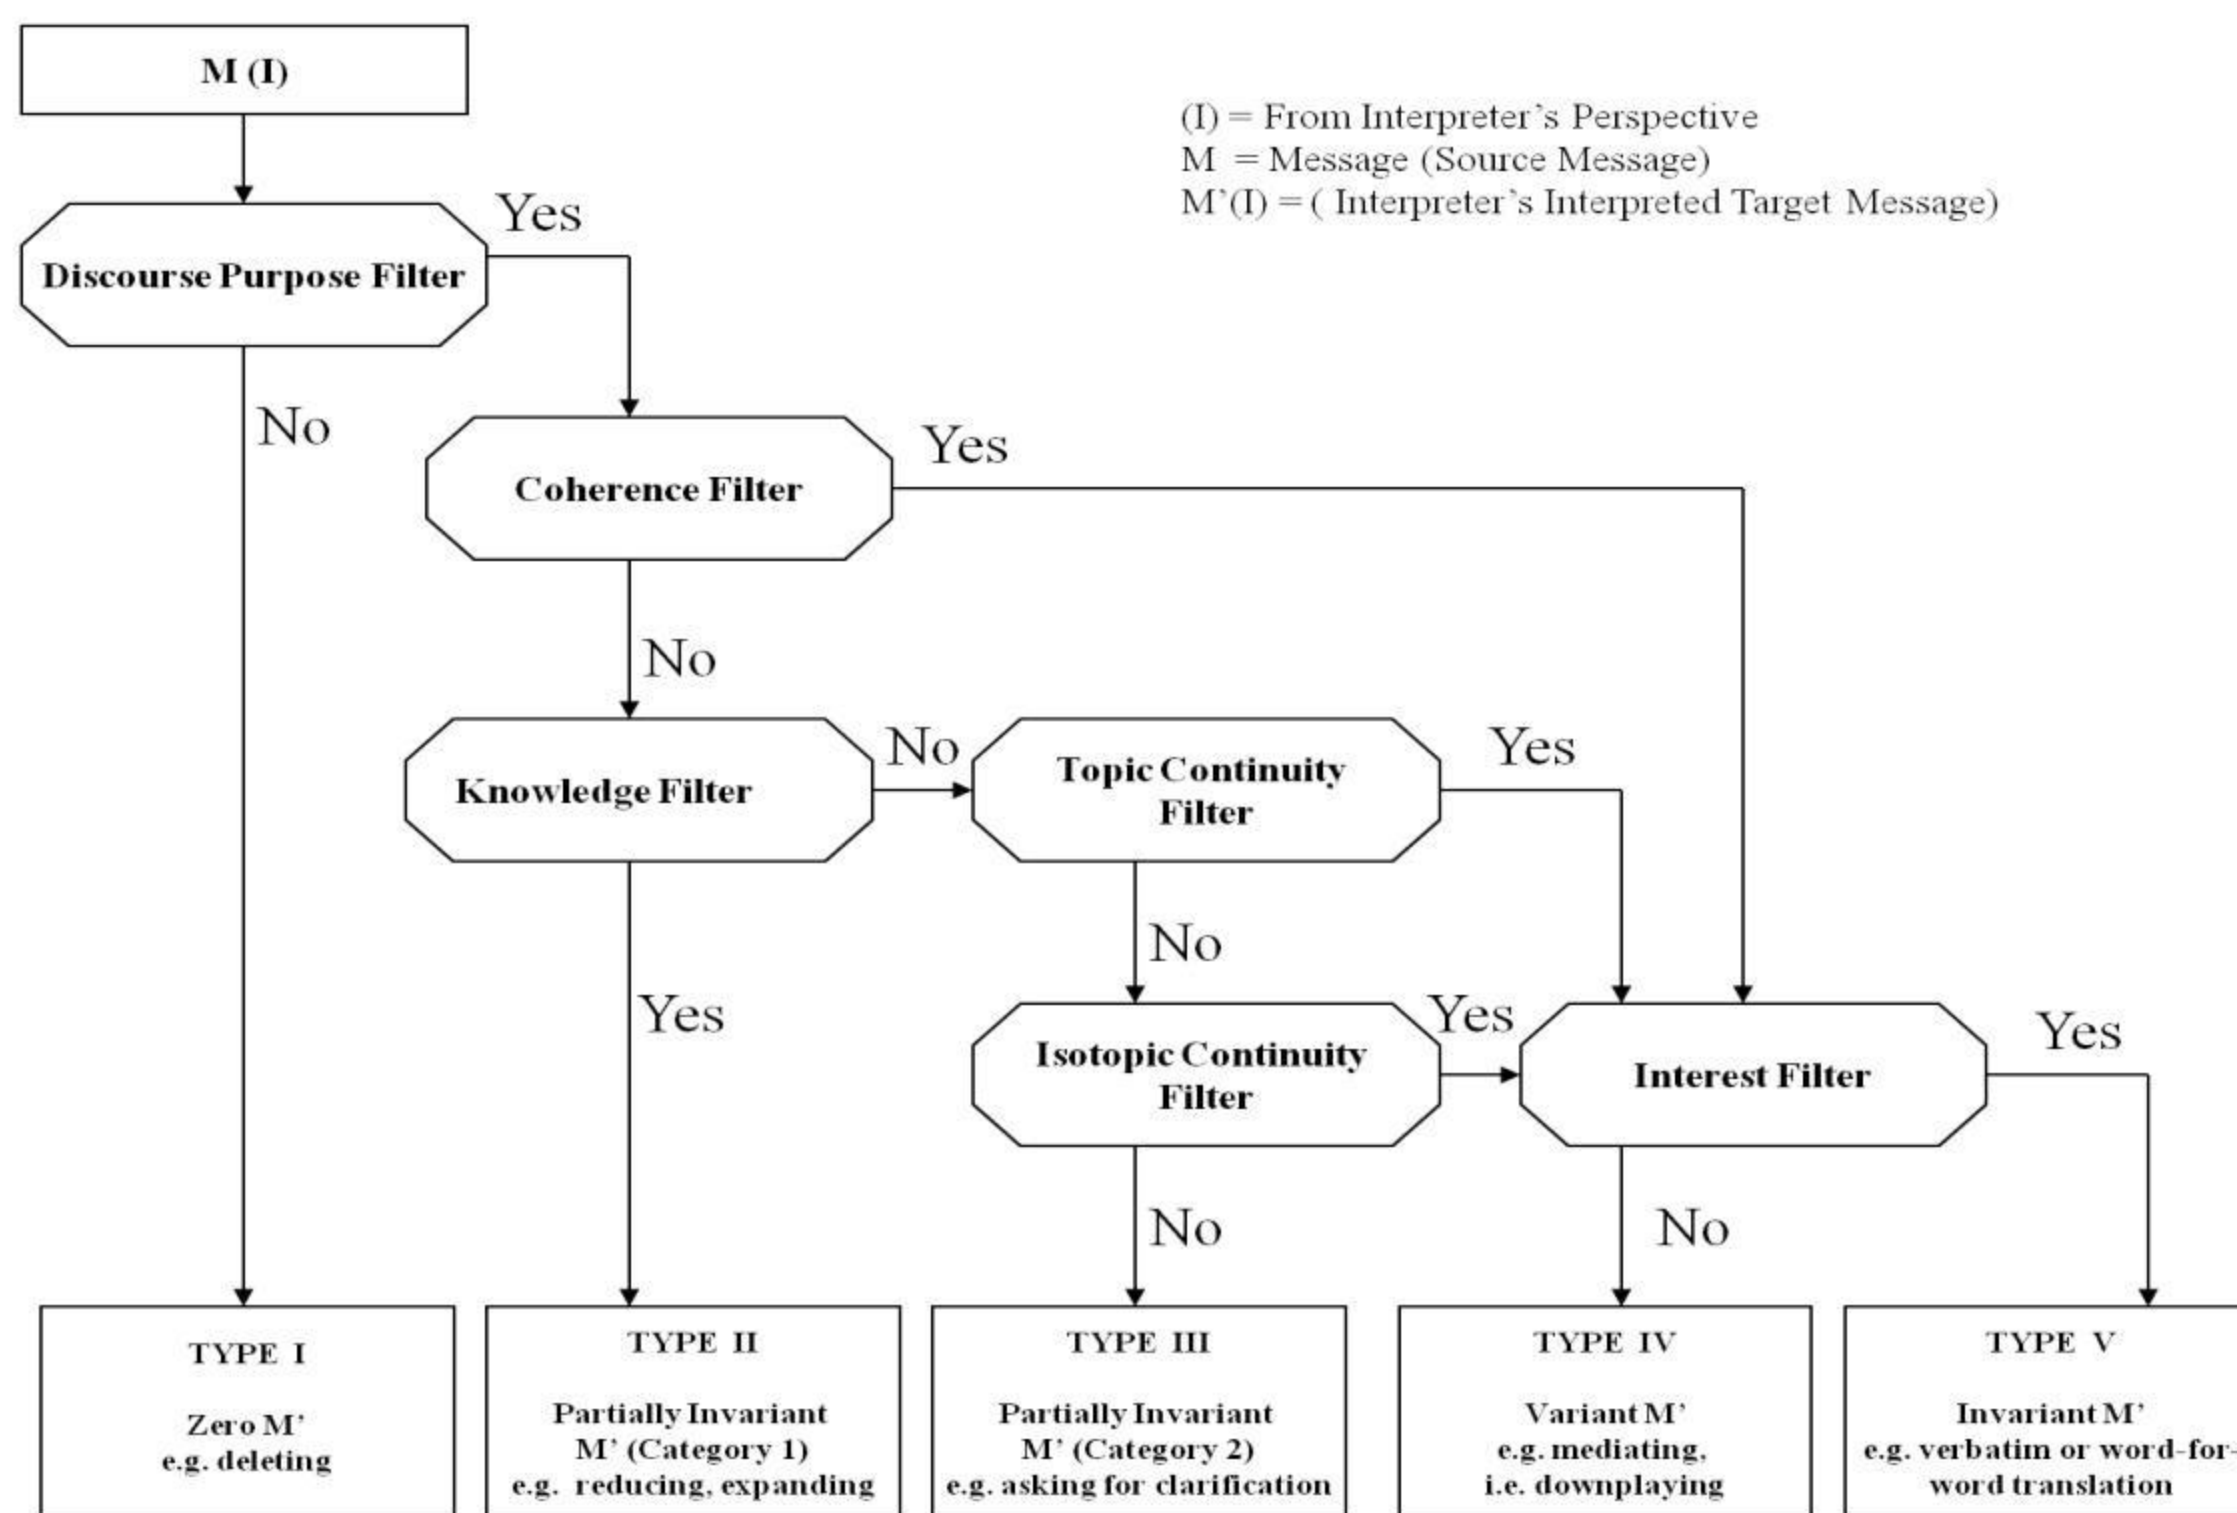 M (I)
(I) = From Interpreter's Perspective
M = Message (Source Message)
M'(I) = ( Interpreter's Interpreted Target Message)
Yes
Discourse Purpose Filter
No
Yes
Coherence Filter
No
Knowledge Filter
No
Topic Continuity
Filter
Yes
No
Yes
Isotopic Continuity
Filter
Yes
Interest Filter
Yes
No
No
TYPE I
Zero M'
e.g. deleting
TYPE II
Partially Invariant
M' (Category 1)
e.g. reducing, expanding
TYPE III
Partially Invariant
M' (Category 2)
e.g. asking for clarification
TYPE IV
Variant M'
e.g. mediating,
i.e. downplaying
TYPE V
Invariant M'
e.g. verbatim or word-for-
word translation